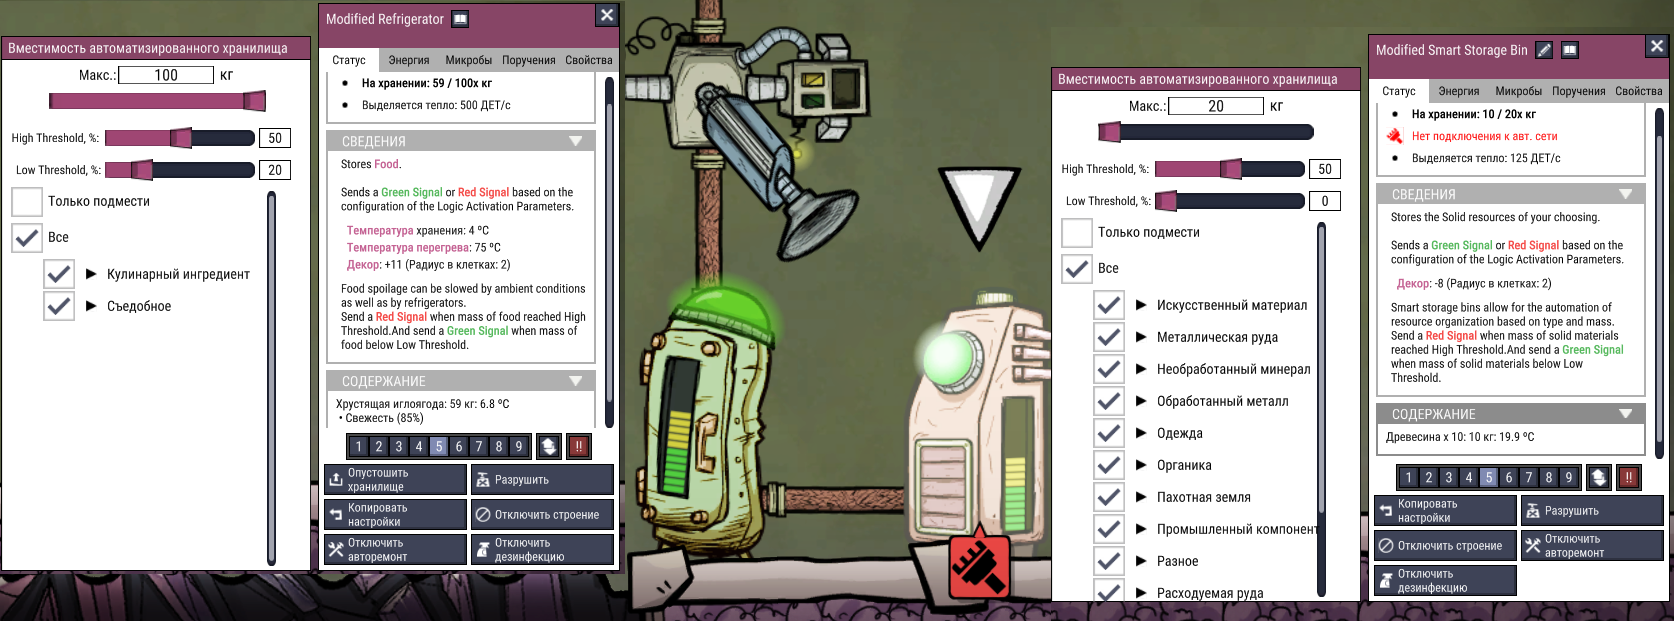 Вместимость автоматизированного хранилища
Макс.: 100 кг
High Threshold, %: 50
Low Threshold, %: 20
Только подмести
Все
Кулинарный ингредиент
Съедобное
Modified Refrigerator
Статус Энергия Микробы Поручения Свойства
• На хранении: 59 / 100x кг
• Выделяется тепло: 500 ДЕТ/с
СВЕДЕНИЯ
Stores Food.
Sends a Green Signal or Red Signal based on the
configuration of the Logic Activation Parameters.
Температура хранения: 4 ºC
Температура перегрева: 75 ºC
Декор: +11 (Радиус в клетках: 2)
Food spoilage can be slowed by ambient conditions
as well as by refrigerators.
Send a Red Signal when mass of food reached High
Threshold.And send a Green Signal when mass of
food below Low Threshold.
СОДЕРЖАНИЕ
Хрустящая иглоягода: 59 кг: 6.8 ºC
• Свежесть (85%)
1 2 3 4 5 6 7 8 9 !!
Опустошить
хранилище
Разрушить
Копировать
настройки
Отключить строение
Отключить
авторемонт
Отключить
дезинфекцию
Вместимость автоматизированного хранилища
Макс.: 20 кг
High Threshold, %: 50
Low Threshold, %: 0
Только подмести
Все
Искусственный материал
Металлическая руда
Необработанный минерал
Обработанный металл
Одежда
Органика
Пахотная земля
Промышленный компонент
Разное
Расходуемая руда
Modified Smart Storage Bin
Статус Энергия Микробы Поручения Свойства
• На хранении: 10 / 20x кг
Нет подключения к авт. сети
• Выделяется тепло: 125 ДЕТ/с
СВЕДЕНИЯ
Stores the Solid resources of your choosing.
Sends a Green Signal or Red Signal based on the
configuration of the Logic Activation Parameters.
Декор: -8 (Радиус в клетках: 2)
Smart storage bins allow for the automation of
resource organization based on type and mass.
Send a Red Signal when mass of solid materials
reached High Threshold.And send a Green Signal
when mass of solid materials below Low
Threshold.
СОДЕРЖАНИЕ
Древесина x 10: 10 кг: 19.9 ºC
1 2 3 4 5 6 7 8 9 !!
Копировать
настройки
Разрушить
Отключить строение
Отключить
авторемонт
Отключить
дезинфекцию